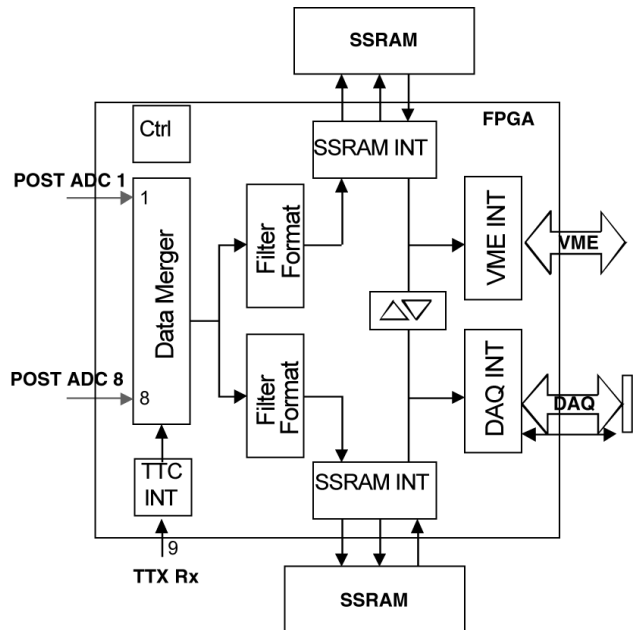 SSRAM
FPGA
Ctrl
SSRAM INT
POST ADC 1
1
Data Merger
Filter
Format
VME INT
VME
POST ADC 8
8
Filter
Format
DAQ INT
DAQ
TTC
INT
SSRAM INT
9
TTX Rx
SSRAM